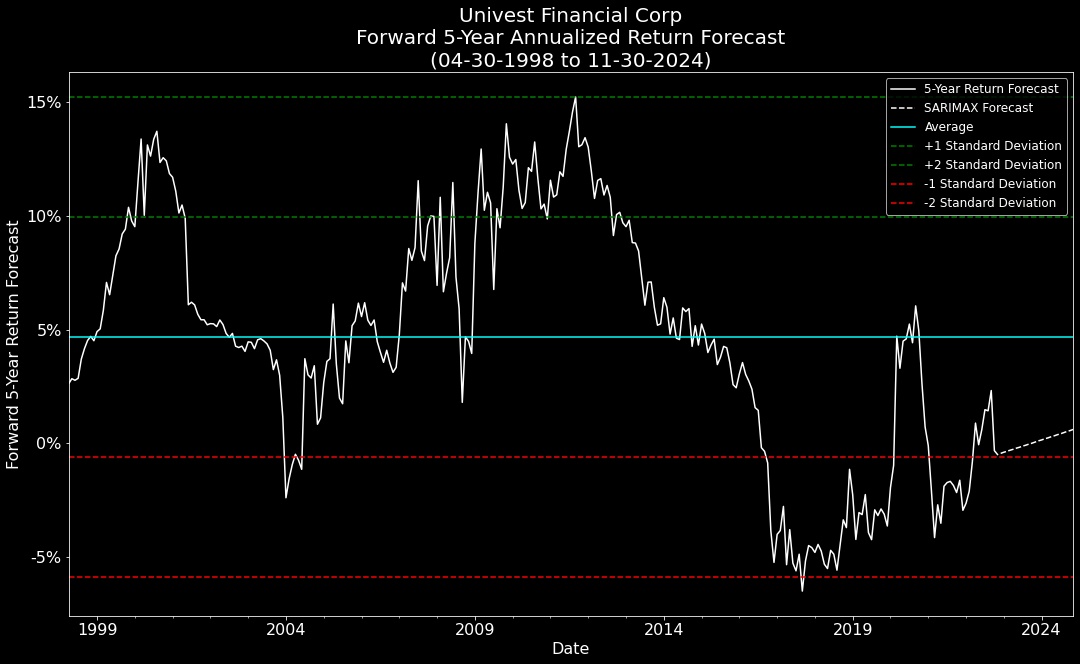 Univest Financial Corp
Forward 5-Year Annualized Return Forecast
(04-30-1998 to 11-30-2024)
5-Year Return Forecast
SARIMAX Forecast
Average
+1 Standard Deviation
+2 Standard Deviation
-1 Standard Deviation
-2 Standard Deviation
Forward 5-Year Return Forecast
15%
10%
5%
0%
-5%
1999
2004
2009
2014
2019
2024
Date